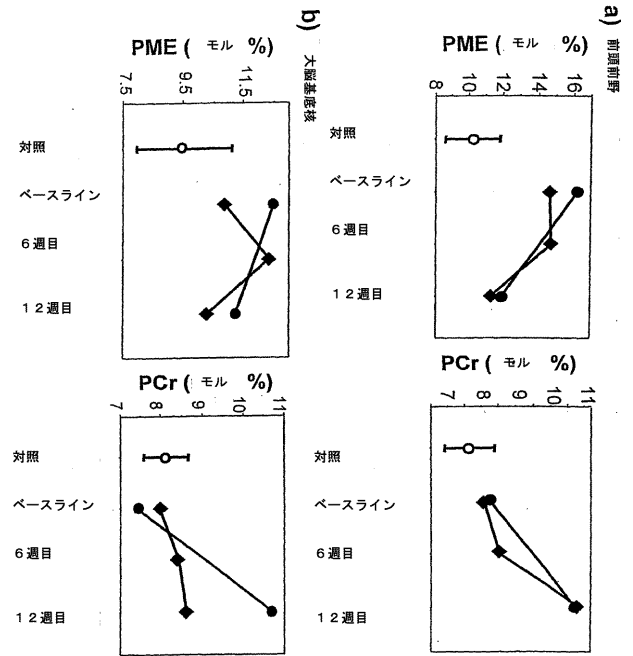 a) 前頭前野
PME ( モル %)
8 10 12 14 16
対照
ベースライン
6週目
12週目
PCr ( モル %)
7 8 9 10 11
対照
ベースライン
6週目
12週目
b) 大脳基底核
PME ( モル %)
7.5 9.5 11.5
対照
ベースライン
6週目
12週目
PCr ( モル %)
7 8 9 10 11
対照
ベースライン
6週目
12週目